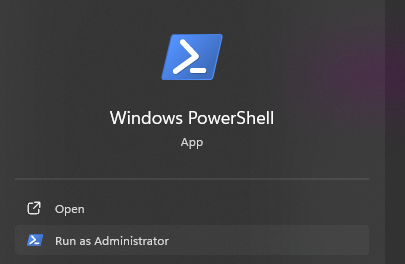 Windows PowerShell
App
Open
Run as Administrator